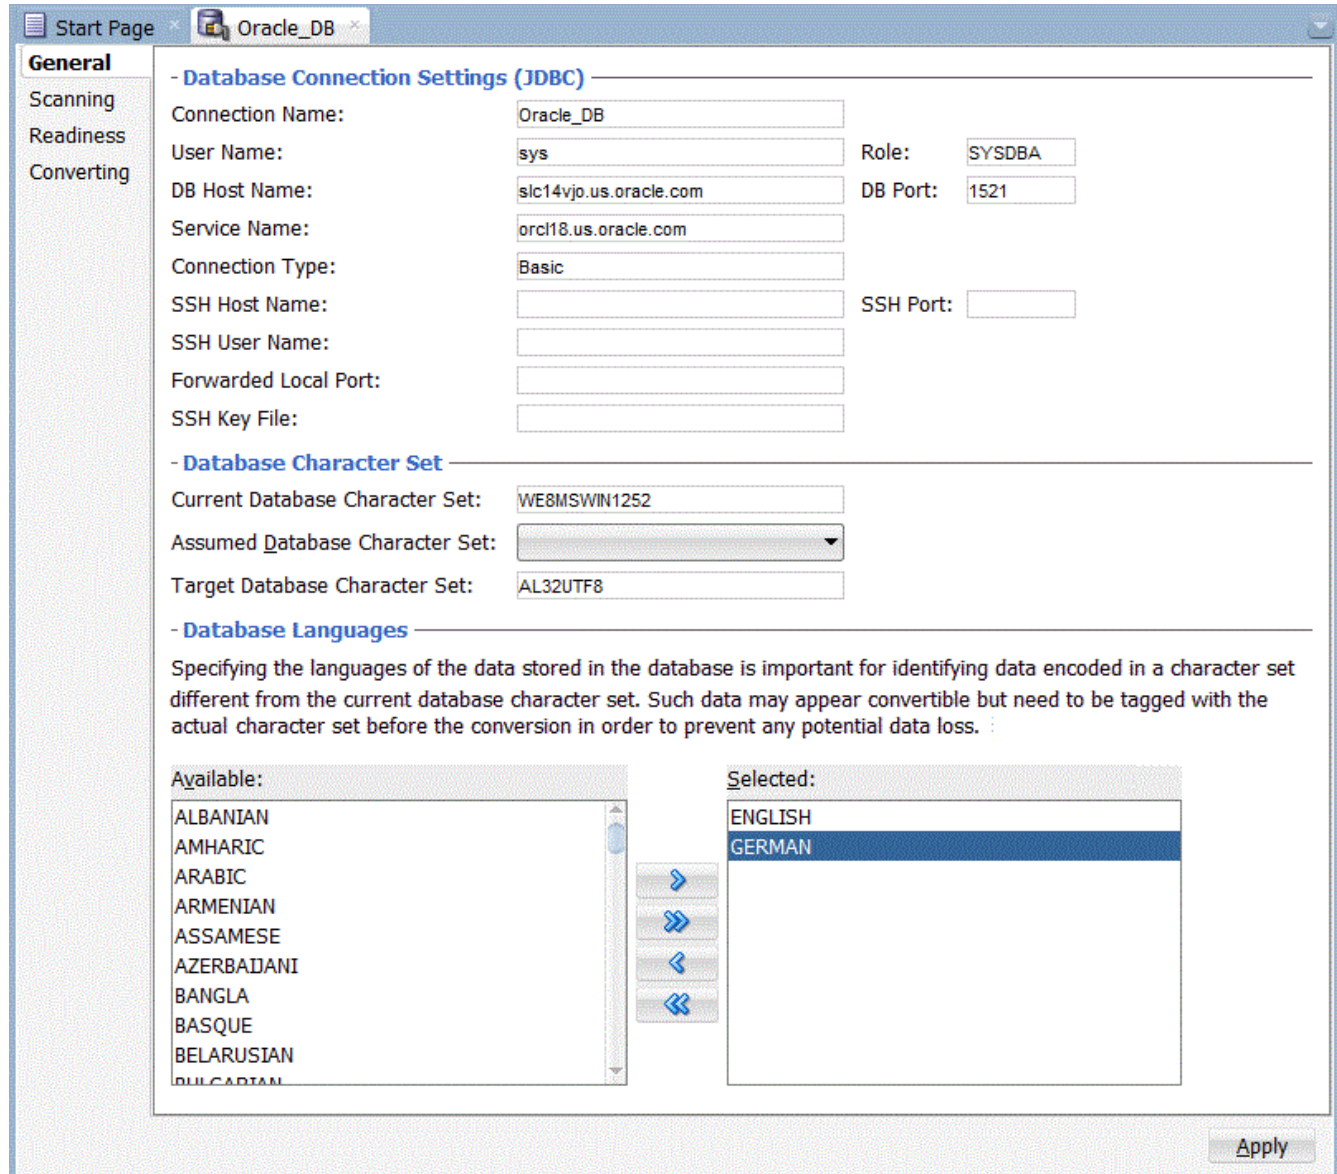 Start Page
Oracle_DB
General
Scanning
Readiness
Converting
Database Connection Settings (JDBC)
Connection Name: Oracle_DB
User Name: sys Role: SYSDBA
DB Host Name: slc14vjo.us.oracle.com DB Port: 1521
Service Name: orcl18.us.oracle.com
Connection Type: Basic
SSH Host Name: SSH Port:
SSH User Name:
Forwarded Local Port:
SSH Key File:
Database Character Set
Current Database Character Set: WE8MSWIN1252
Assumed Database Character Set:
Target Database Character Set: AL32UTF8
Database Languages
Specifying the languages of the data stored in the database is important for identifying data encoded in a character set
different from the current database character set. Such data may appear convertible but need to be tagged with the
actual character set before the conversion in order to prevent any potential data loss.
Available:
ALBANIAN
AMHARIC
ARABIC
ARMENIAN
ASSAMESE
AZERBAIJANI
BANGLA
BASQUE
BELARUSIAN
BULGARIAN
Selected:
ENGLISH
GERMAN
Apply